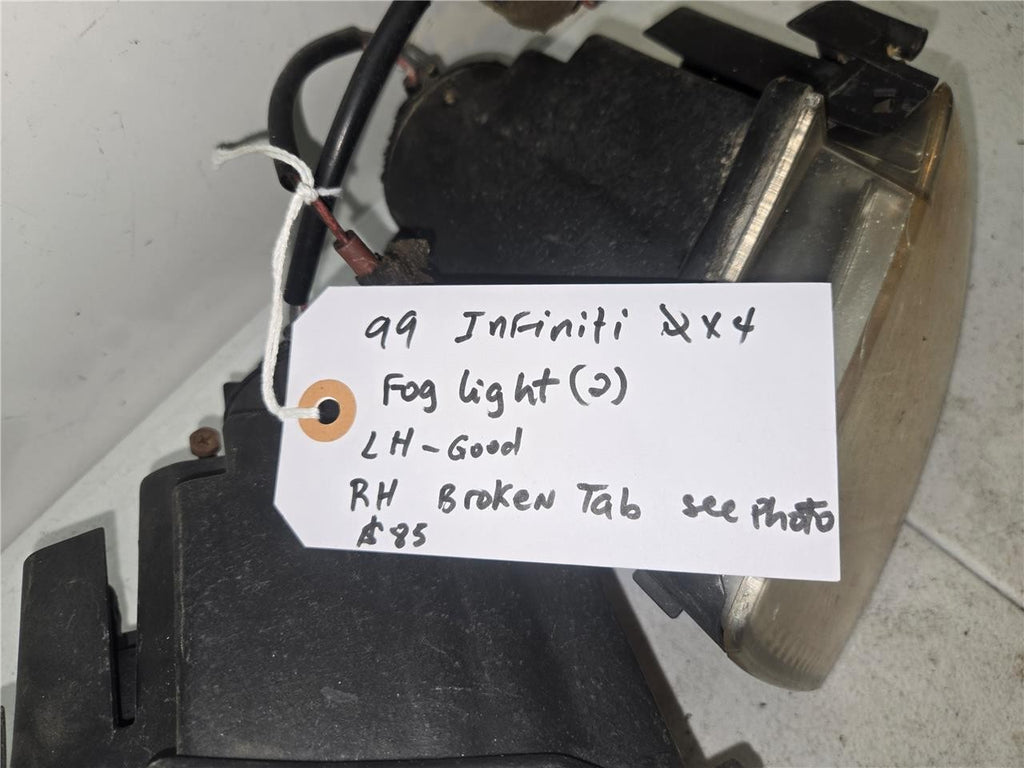 99 Infiniti QX4
Fog light (2)
LH - Good
RH Broken Tab see photo
$85